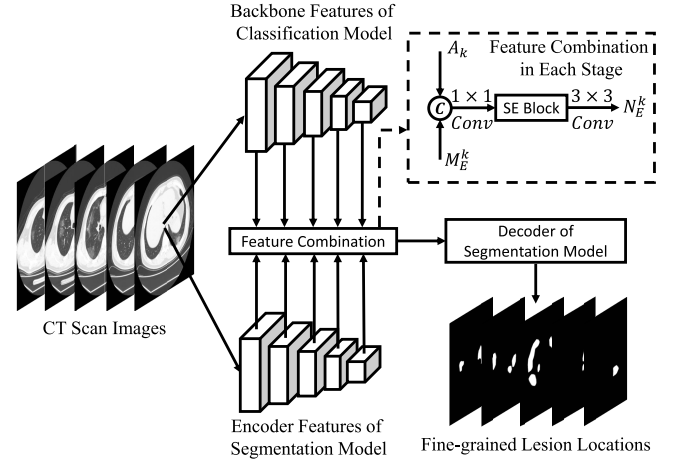 Backbone Features of
Classification Model
Feature Combination
in Each Stage
A_k
C
1 × 1
Conv
SE Block
3 × 3
Conv
N_E^k
M_E^k
CT Scan Images
Feature Combination
Decoder of
Segmentation Model
Encoder Features of
Segmentation Model
Fine-grained Lesion Locations